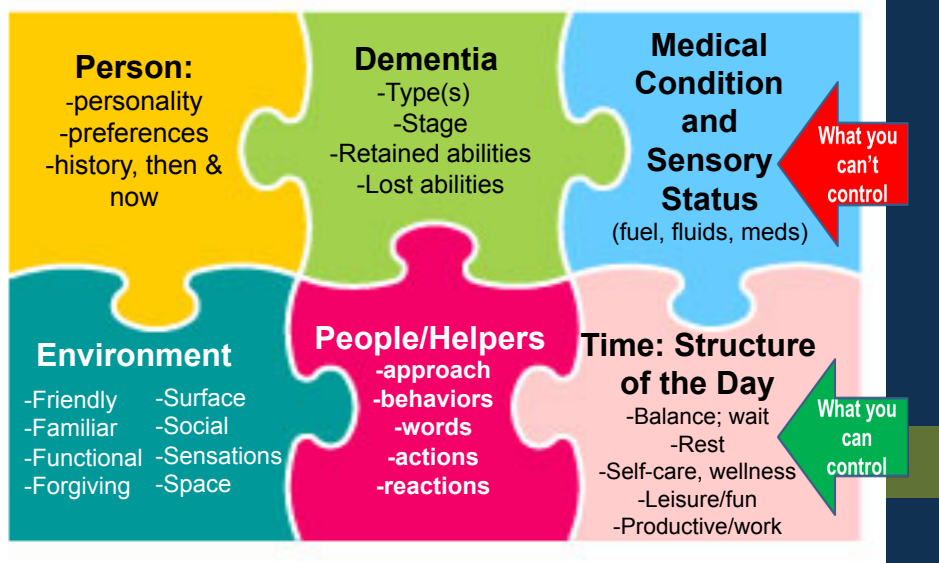 Person:
-personality
-preferences
-history, then &
now
Dementia
-Type(s)
-Stage
-Retained abilities
-Lost abilities
Medical
Condition
and
Sensory
Status
(fuel, fluids, meds)
What you
can't
control
Environment
-Friendly
-Familiar
-Functional
-Forgiving
-Surface
-Social
-Sensations
-Space
People/Helpers
-approach
-behaviors
-words
-actions
-reactions
Time: Structure
of the Day
-Balance; wait
-Rest
-Self-care, wellness
-Leisure/fun
-Productive/work
What you
can
control